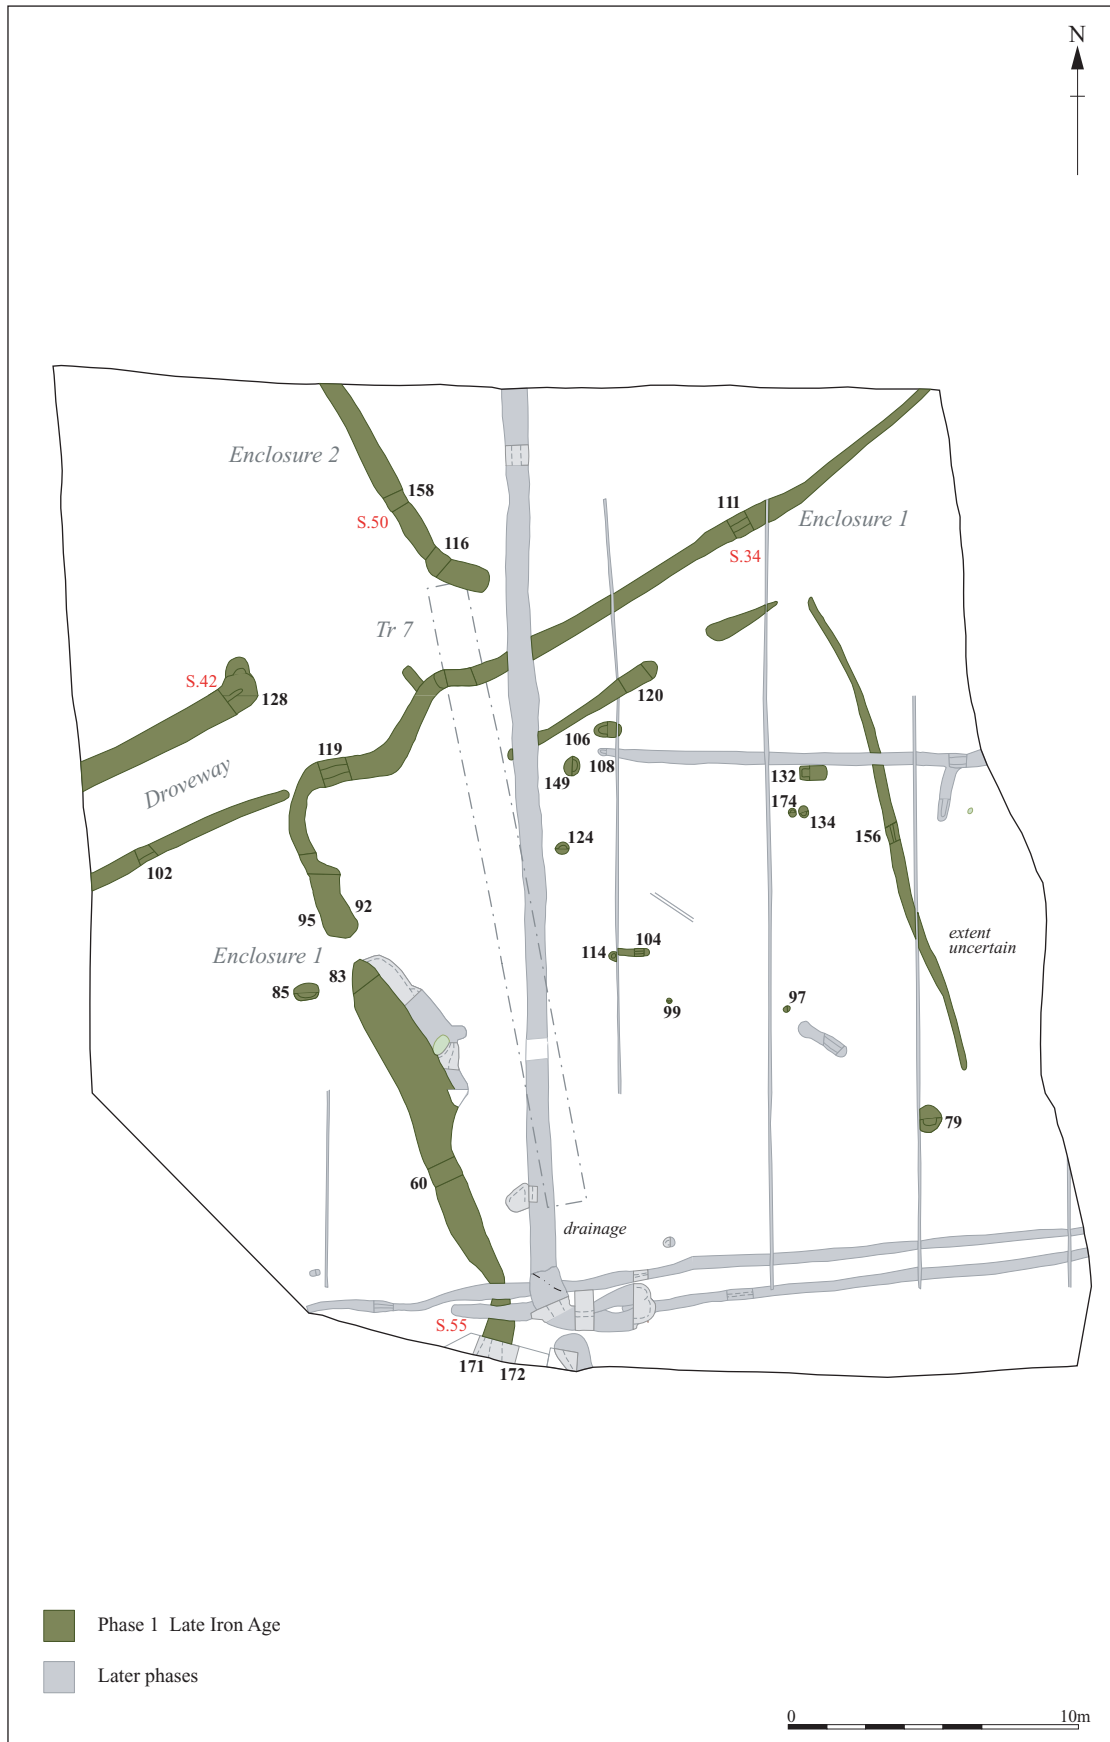 N
Enclosure 2
158
S.50
116
111
Enclosure 1
S.34
Tr 7
S.42
128
120
106
119
108
149
132
Droveway
174
134
156
124
102
92
95
extent
uncertain
Enclosure 1
104
114
83
85
99
97
79
60
drainage
S.55
171
172
Phase 1 Late Iron Age
Later phases
0
10m